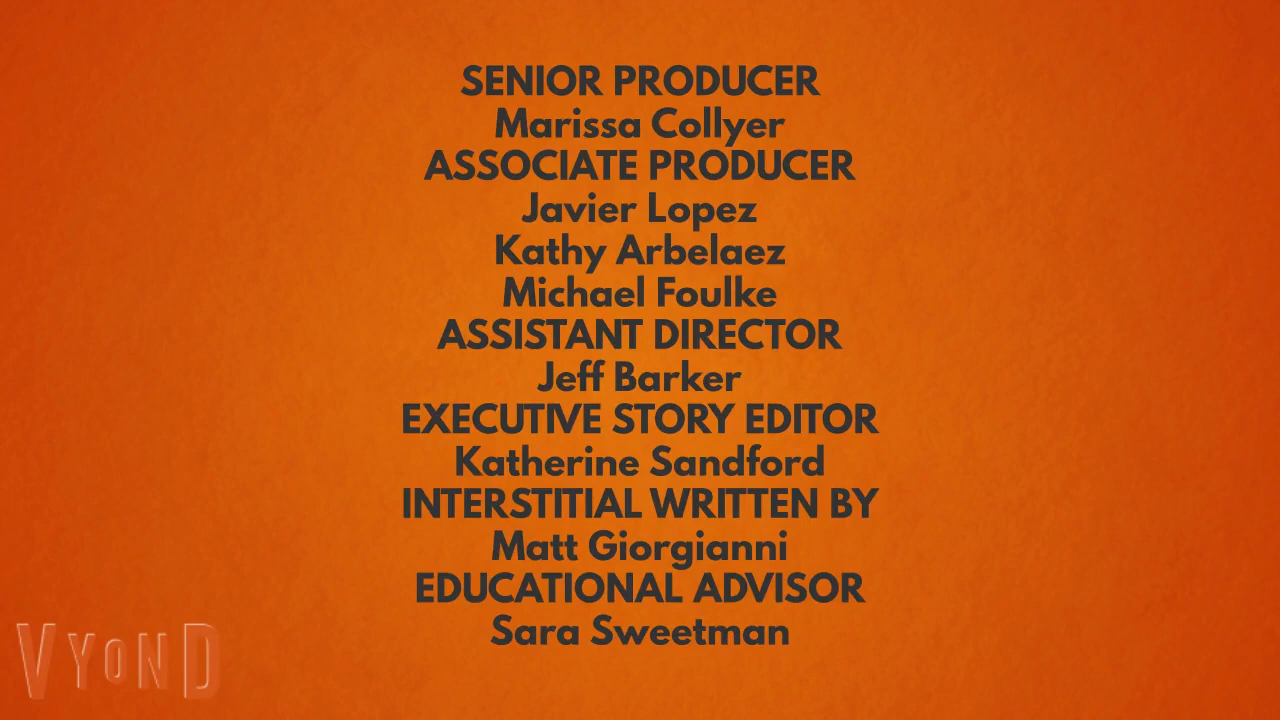 SENIOR PRODUCER
Marissa Collyer
ASSOCIATE PRODUCER
Javier Lopez
Kathy Arbelaez
Michael Foulke
ASSISTANT DIRECTOR
Jeff Barker
EXECUTIVE STORY EDITOR
Katherine Sandford
INTERSTITIAL WRITTEN BY
Matt Giorgianni
EDUCATIONAL ADVISOR
Sara Sweetman
VYOND